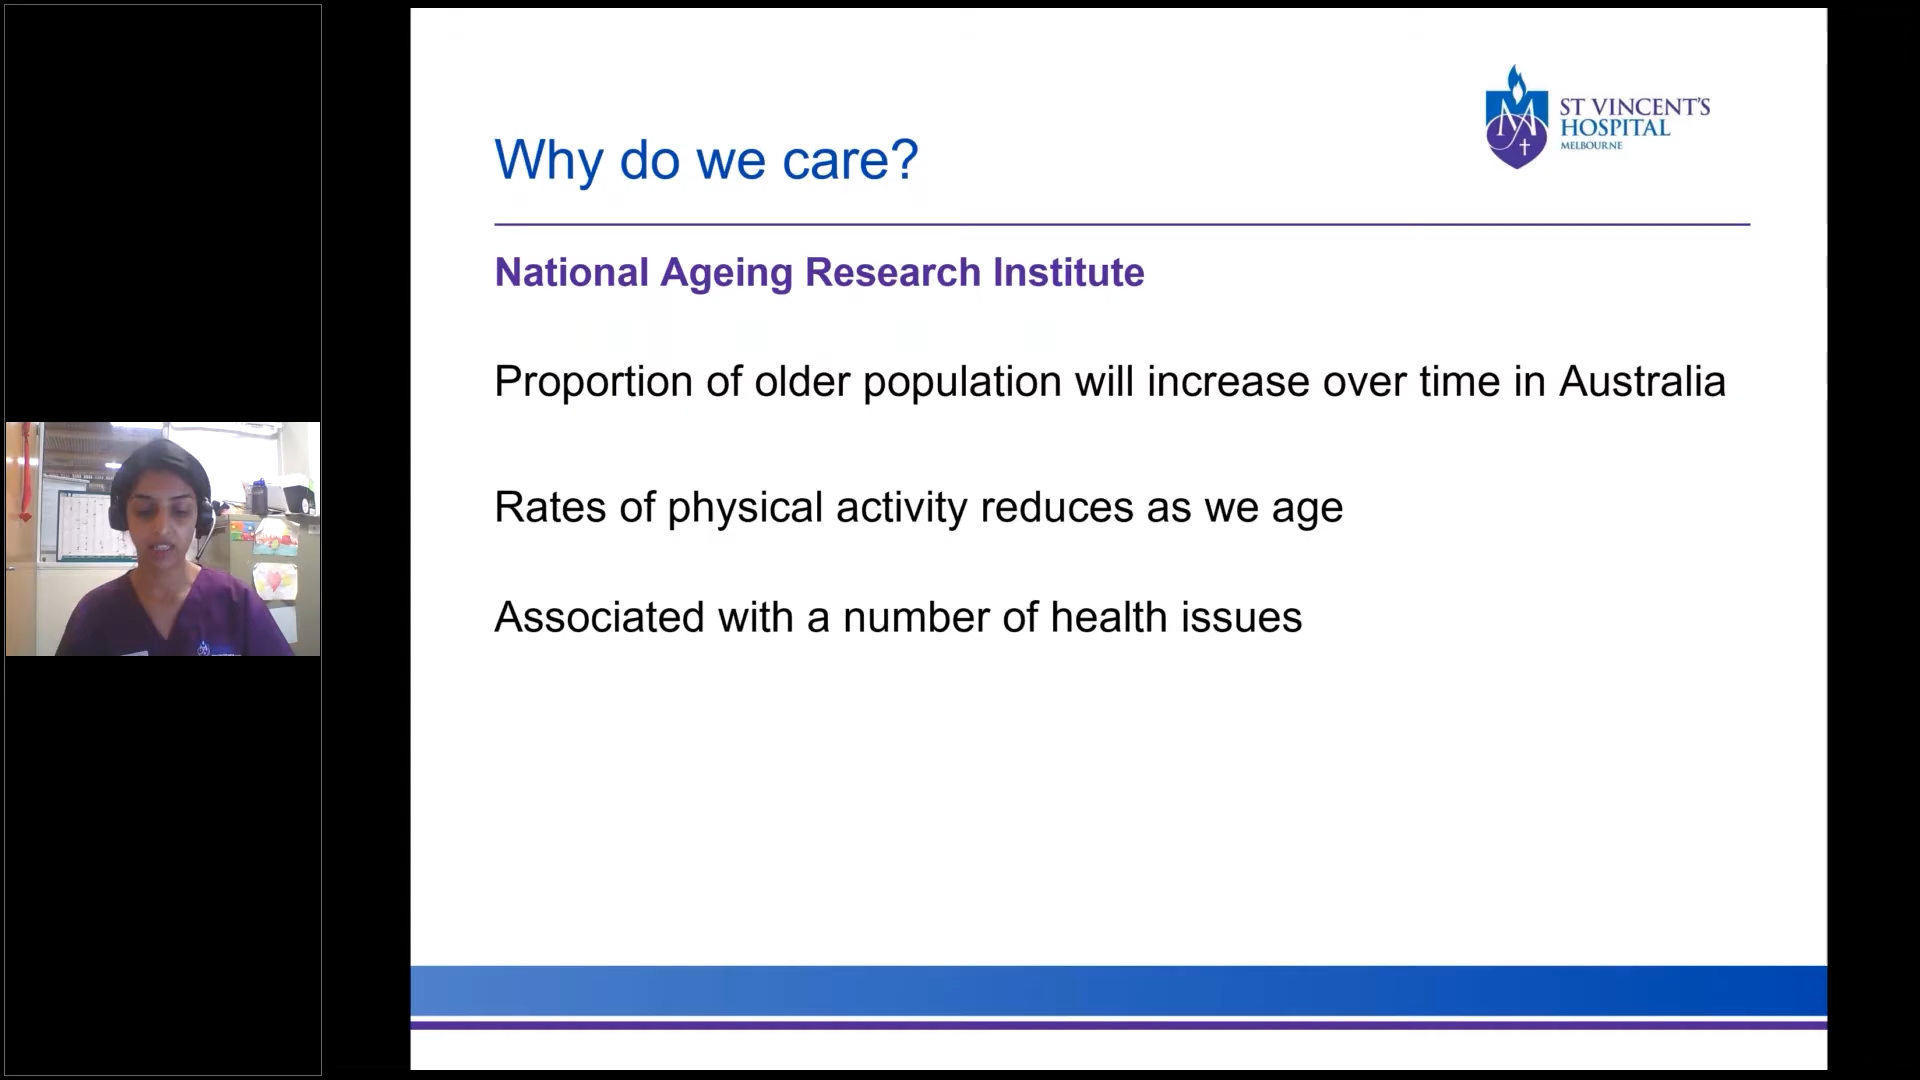 Why do we care?
ST VINCENT'S
HOSPITAL
MELBOURNE
National Ageing Research Institute
Proportion of older population will increase over time in Australia
Rates of physical activity reduces as we age
Associated with a number of health issues